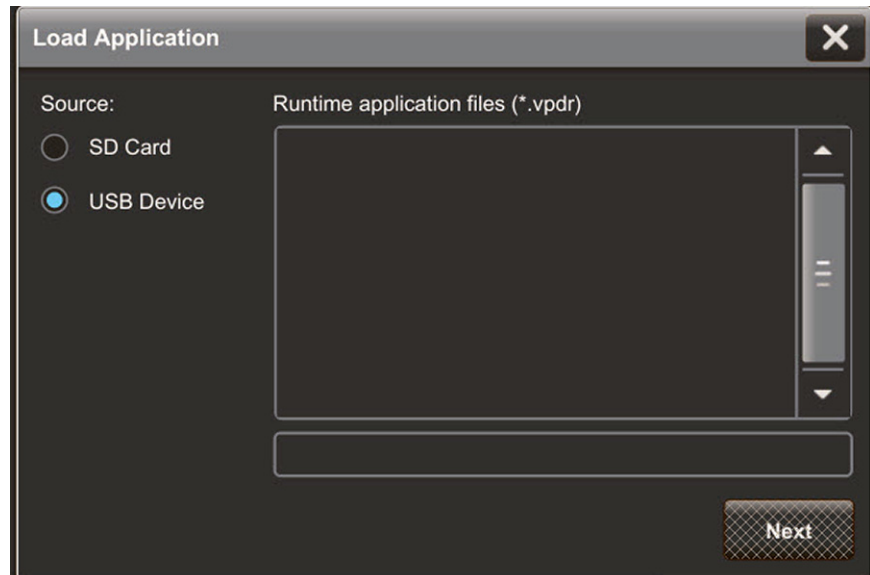 Load Application
Source:
Runtime application files (*.vpdr)
SD Card
USB Device
Next